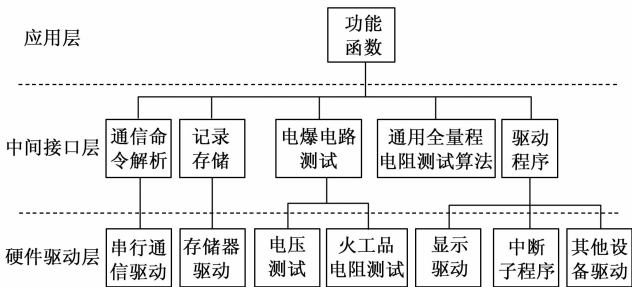 应用层
功能
函数
中间接口层
通信命
令解析
记录
存储
电爆电路
测试
通用全量程
电阻测试算法
驱动
程序
硬件驱动层
串行通
信驱动
存储器
驱动
电压
测试
火工品
电阻测试
显示
驱动
中断
子程序
其他设
备驱动